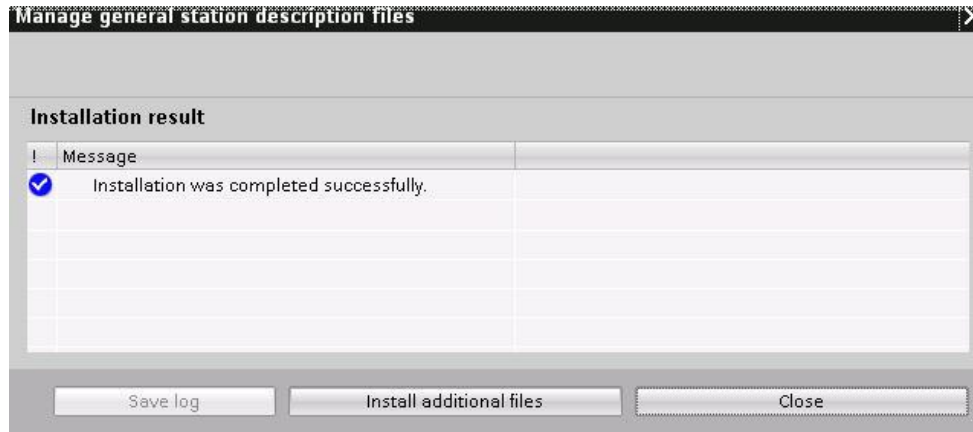 Manage general station description files
Installation result
! Message
Installation was completed successfully.
Save log Install additional files Close